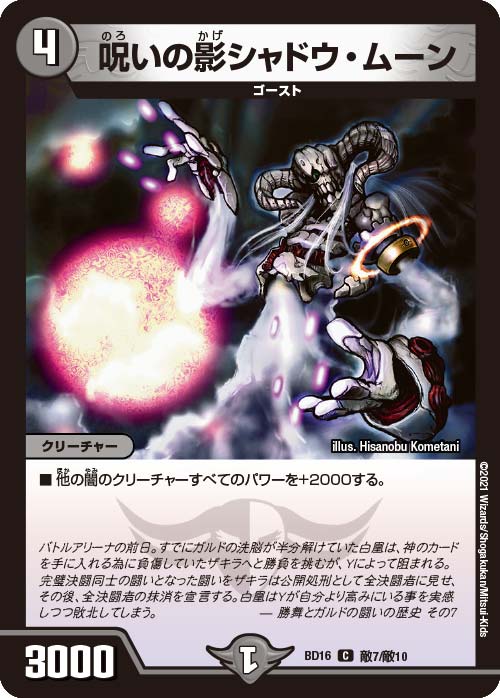 4
のろ かげ
呪いの影シャドウ・ムーン
ゴースト
クリーチャー
illus. Hisanobu Kometani
ほか やみ
■他の闇のクリーチャーすべてのパワーを+2000する。
バトルアリーナの前日。すでにガルドの洗脳が半分解けていた白凰は、神のカード
を手に入れる為に負傷していたザキラへと勝負を挑むが、Yによって阻まれる。
完璧決闘同士の闘いとなった闘いをザキラは公開処刑として全決闘者に見せ、
その後、全決闘者の抹消を宣言する。白凰はYが自分より高みにいる事を実感
しつつ敗北してしまう。 — 勝舞とガルドの闘いの歴史 その7
©2021 Wizards/Shogakukan/Mitsui-Kids
3000
1
BD16 C 敵7/敵10